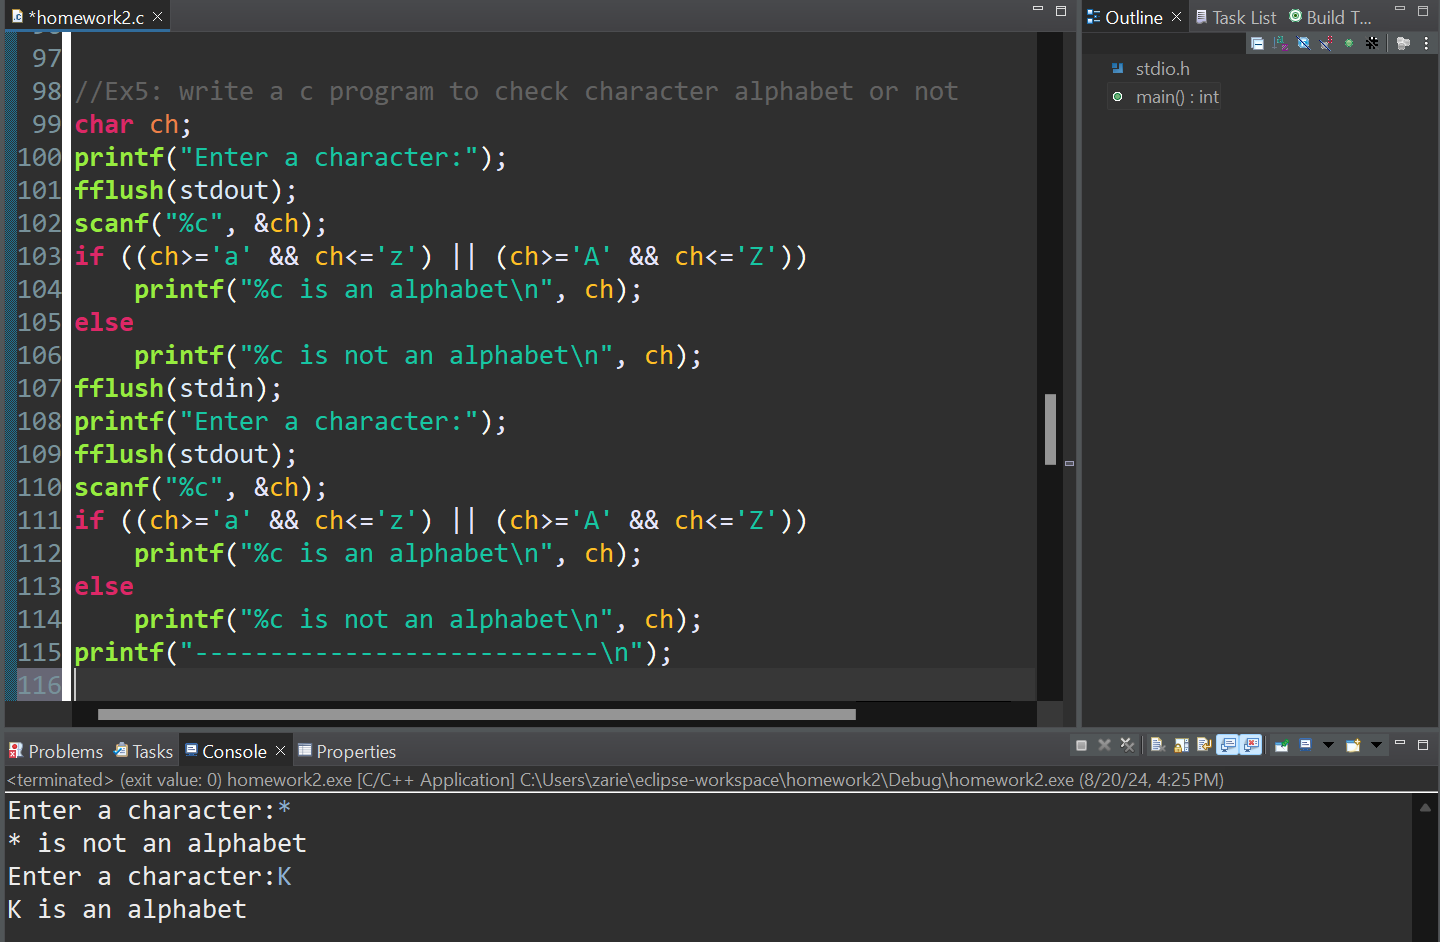 *homework2.c
Outline Task List Build T...
97
98 //Ex5: write a c program to check character alphabet or not
99 char ch;
100 printf("Enter a character:");
101 fflush(stdout);
102 scanf("%c", &ch);
103 if ((ch>='a' && ch<='z') || (ch>='A' && ch<='Z'))
104     printf("%c is an alphabet\n", ch);
105 else
106     printf("%c is not an alphabet\n", ch);
107 fflush(stdin);
108 printf("Enter a character:");
109 fflush(stdout);
110 scanf("%c", &ch);
111 if ((ch>='a' && ch<='z') || (ch>='A' && ch<='Z'))
112     printf("%c is an alphabet\n", ch);
113 else
114     printf("%c is not an alphabet\n", ch);
115 printf("---------------------------\n");
116
stdio.h
main() : int
Problems Tasks Console Properties
<terminated> (exit value: 0) homework2.exe [C/C++ Application] C:\Users\zarie\eclipse-workspace\homework2\Debug\homework2.exe (8/20/24, 4:25 PM)
Enter a character:*
* is not an alphabet
Enter a character:K
K is an alphabet